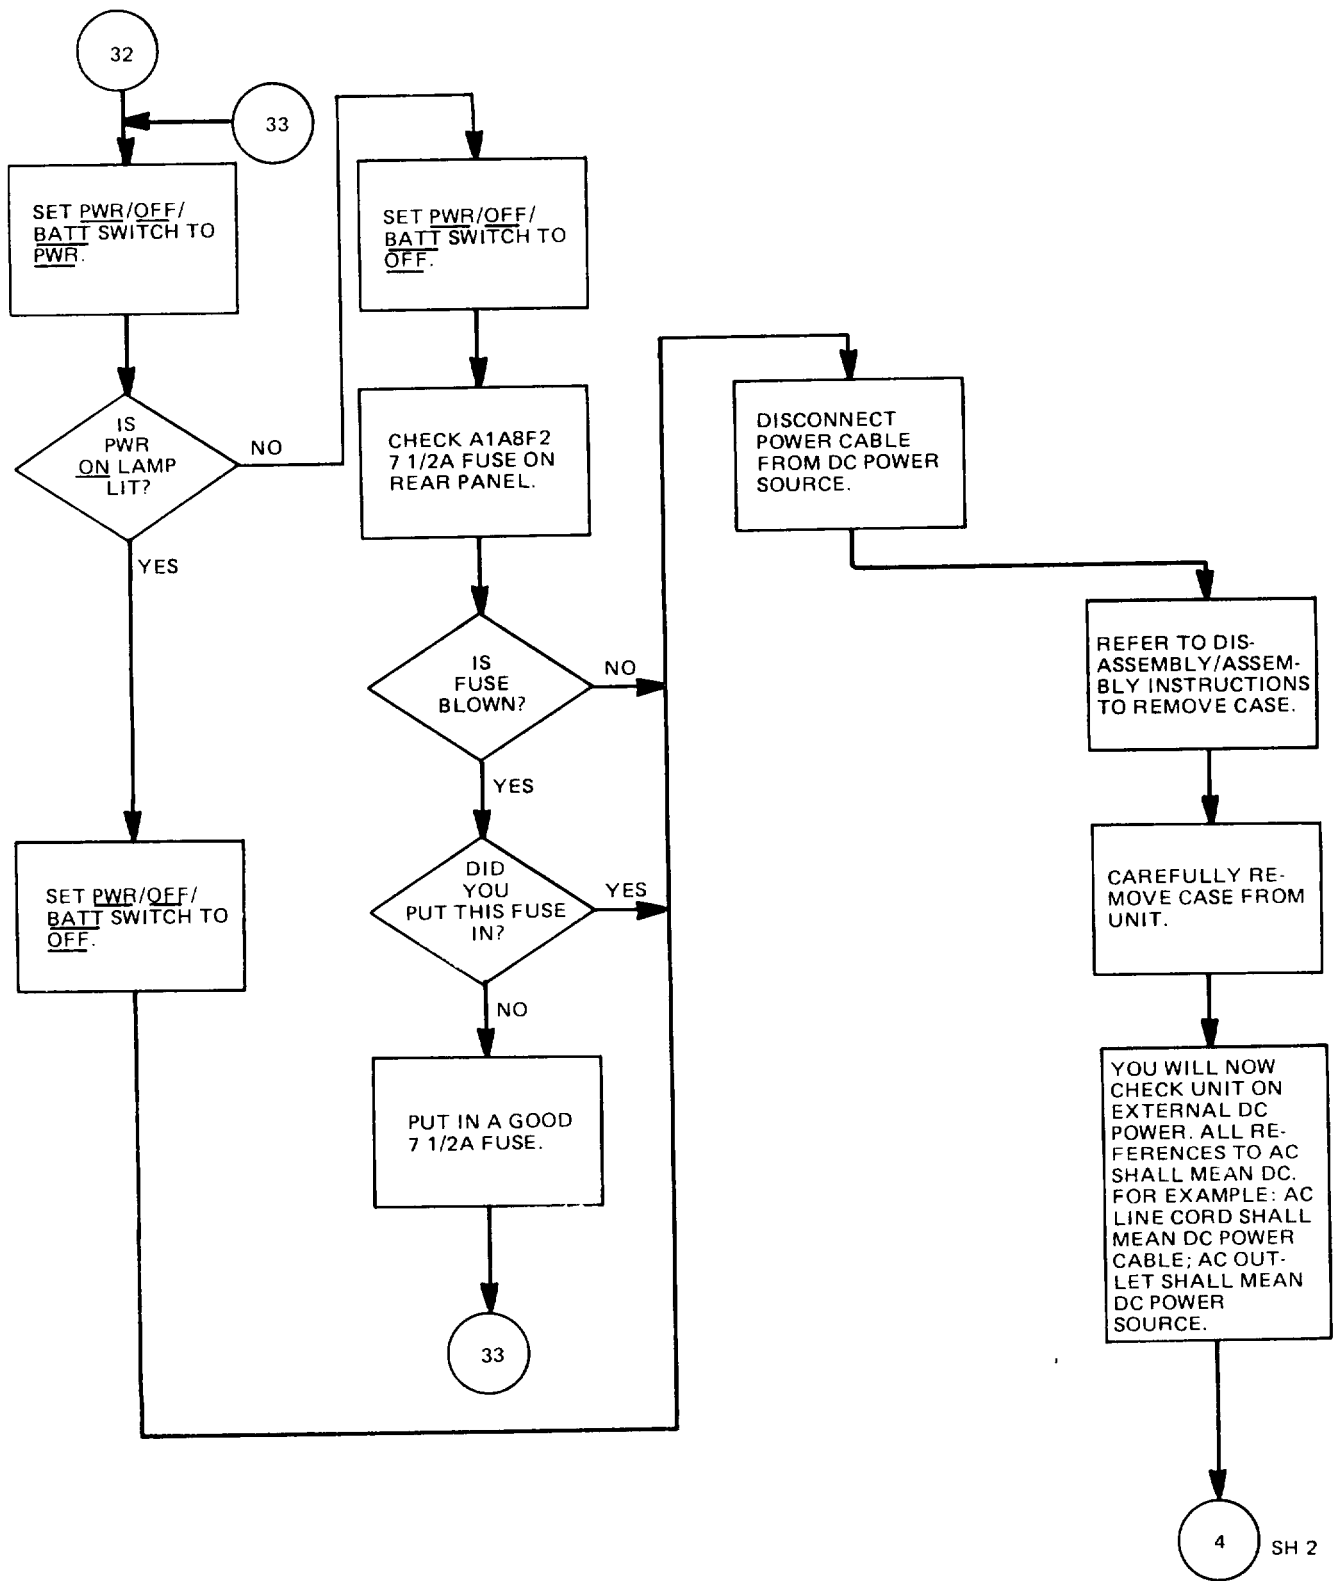 32
33
SET PWR/OFF/
BATT SWITCH TO
PWR.
IS
PWR
ON LAMP
LIT?
NO
YES
SET PWR/OFF/
BATT SWITCH TO
OFF.
SET PWR/OFF/
BATT SWITCH TO
OFF.
CHECK A1A8F2
7 1/2A FUSE ON
REAR PANEL.
IS
FUSE
BLOWN?
NO
YES
DID
YOU
PUT THIS FUSE
IN?
YES
NO
PUT IN A GOOD
7 1/2A FUSE.
33
DISCONNECT
POWER CABLE
FROM DC POWER
SOURCE.
REFER TO DIS-
ASSEMBLY/ASSEM-
BLY INSTRUCTIONS
TO REMOVE CASE.
CAREFULLY RE-
MOVE CASE FROM
UNIT.
YOU WILL NOW
CHECK UNIT ON
EXTERNAL DC
POWER. ALL RE-
FERENCES TO AC
SHALL MEAN DC.
FOR EXAMPLE: AC
LINE CORD SHALL
MEAN DC POWER
CABLE; AC OUT-
LET SHALL MEAN
DC POWER
SOURCE.
4
SH 2